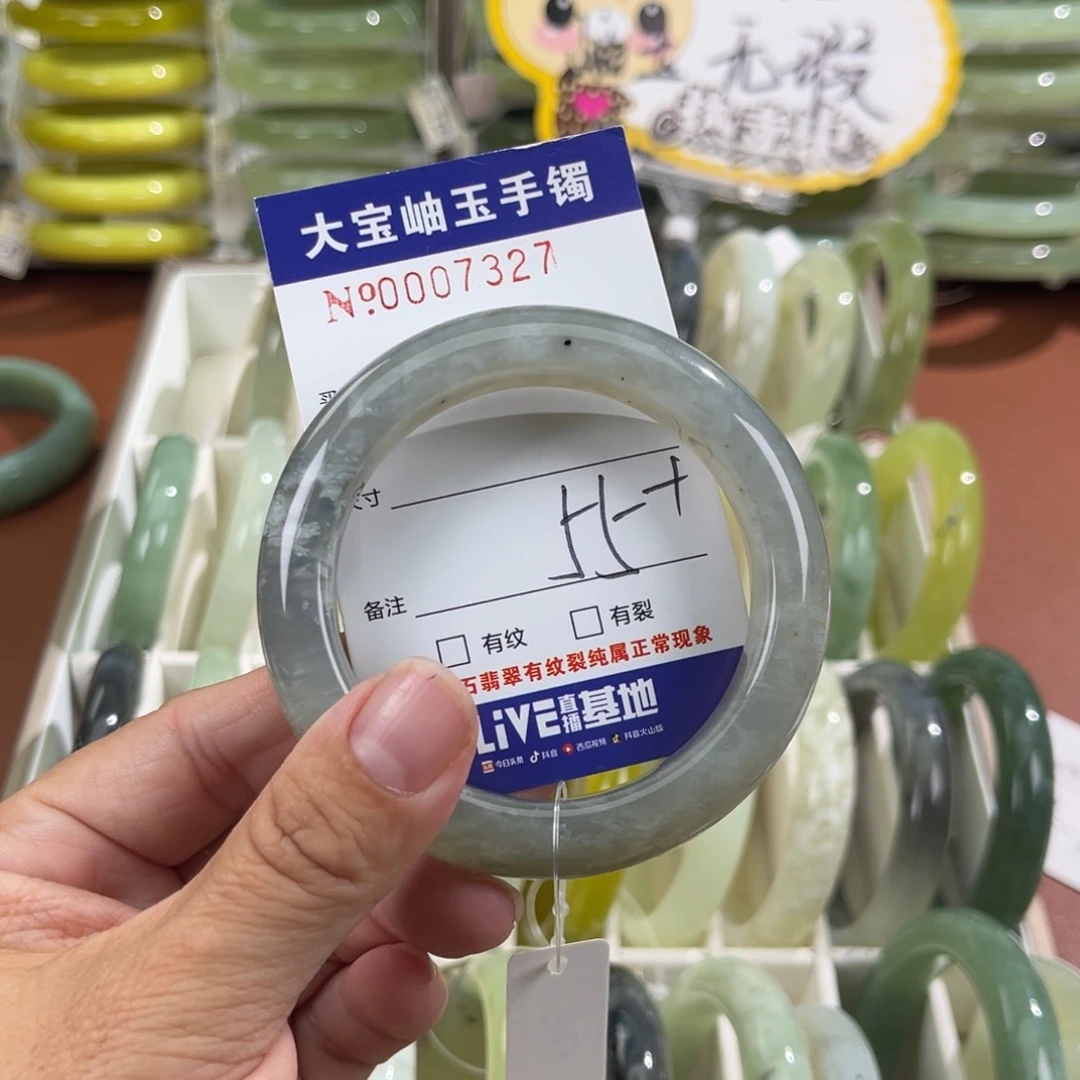 无瑕
大宝岫玉手镯
№0007327
寸
备注
有纹 有裂
石翡翠有纹裂纯属正常现象
LiVE直播基地
今日头条 抖音 西瓜视频 抖音火山版